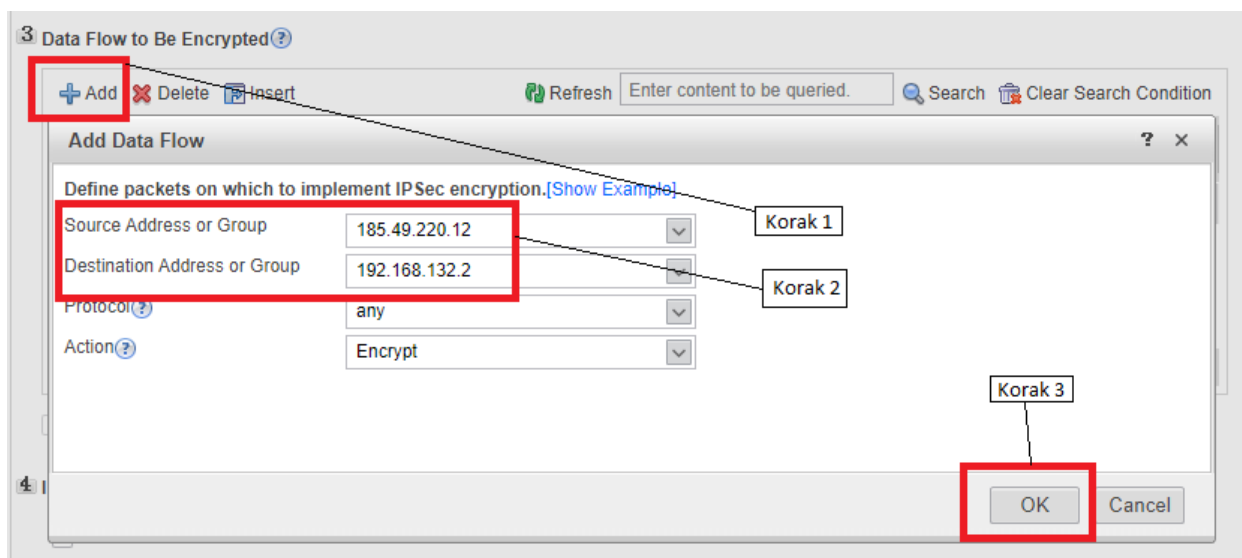 3 Data Flow to Be Encrypted ?
Add Delete Insert Refresh Enter content to be queried. Search Clear Search Condition
Add Data Flow ? ×
Define packets on which to implement IPSec encryption.[Show Example]
Source Address or Group 185.49.220.12
Korak 1
Destination Address or Group 192.168.132.2
Korak 2
Protocol ? any
Action ? Encrypt
Korak 3
4
OK Cancel